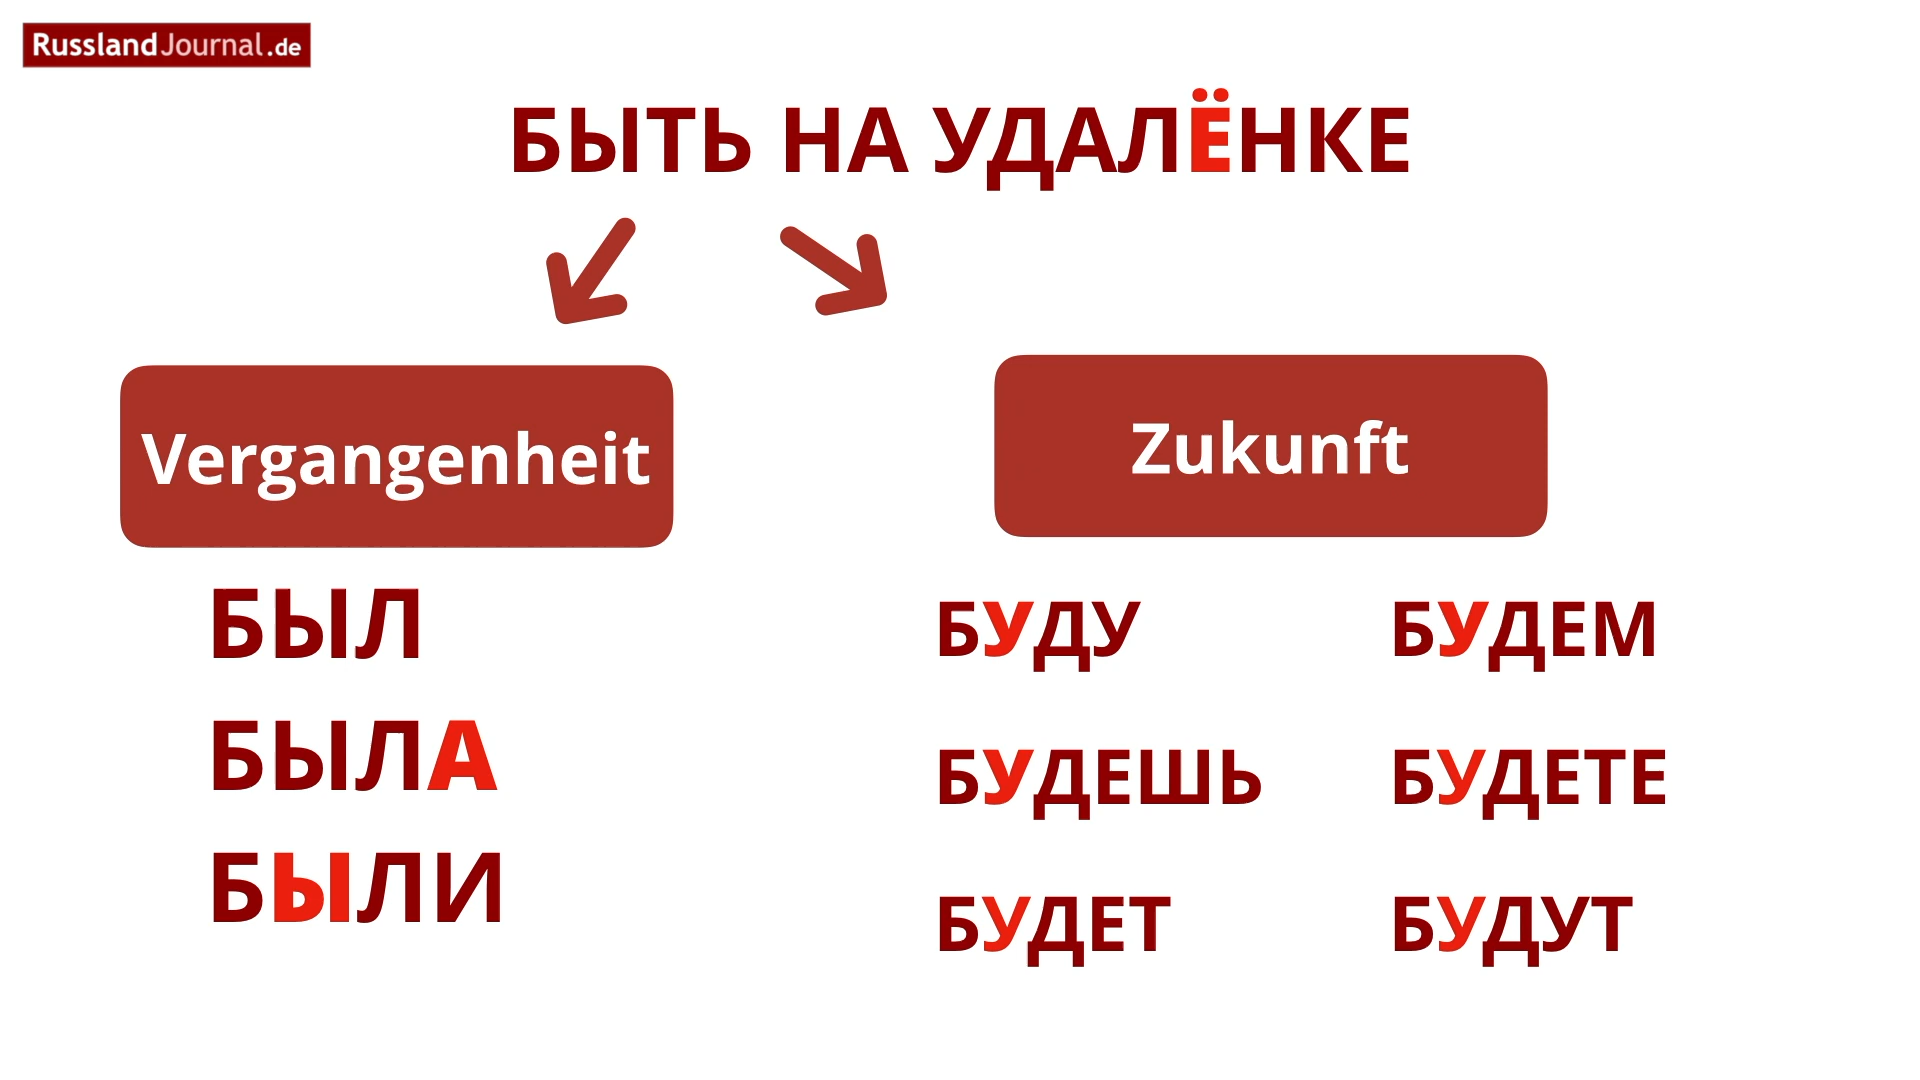 RusslandJournal.de
БЫТЬ НА УДАЛЁНКЕ
Vergangenheit
БЫЛ
БЫЛА
БЫЛИ
Zukunft
БУДУ БУДЕМ
БУДЕШЬ БУДЕТЕ
БУДЕТ БУДУТ